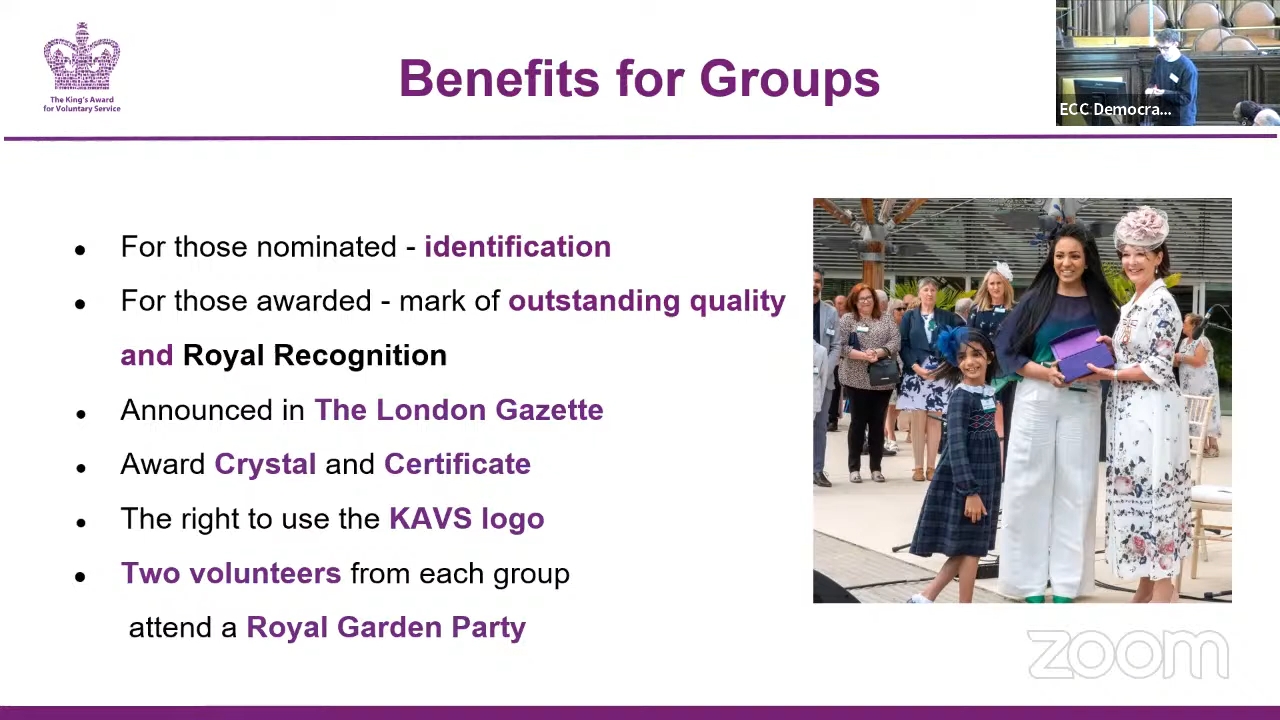 The King's Award
for Voluntary Service
Benefits for Groups
ECC Democra...
● For those nominated - identification
● For those awarded - mark of outstanding quality
and Royal Recognition
● Announced in The London Gazette
● Award Crystal and Certificate
● The right to use the KAVS logo
● Two volunteers from each group
attend a Royal Garden Party
zoom